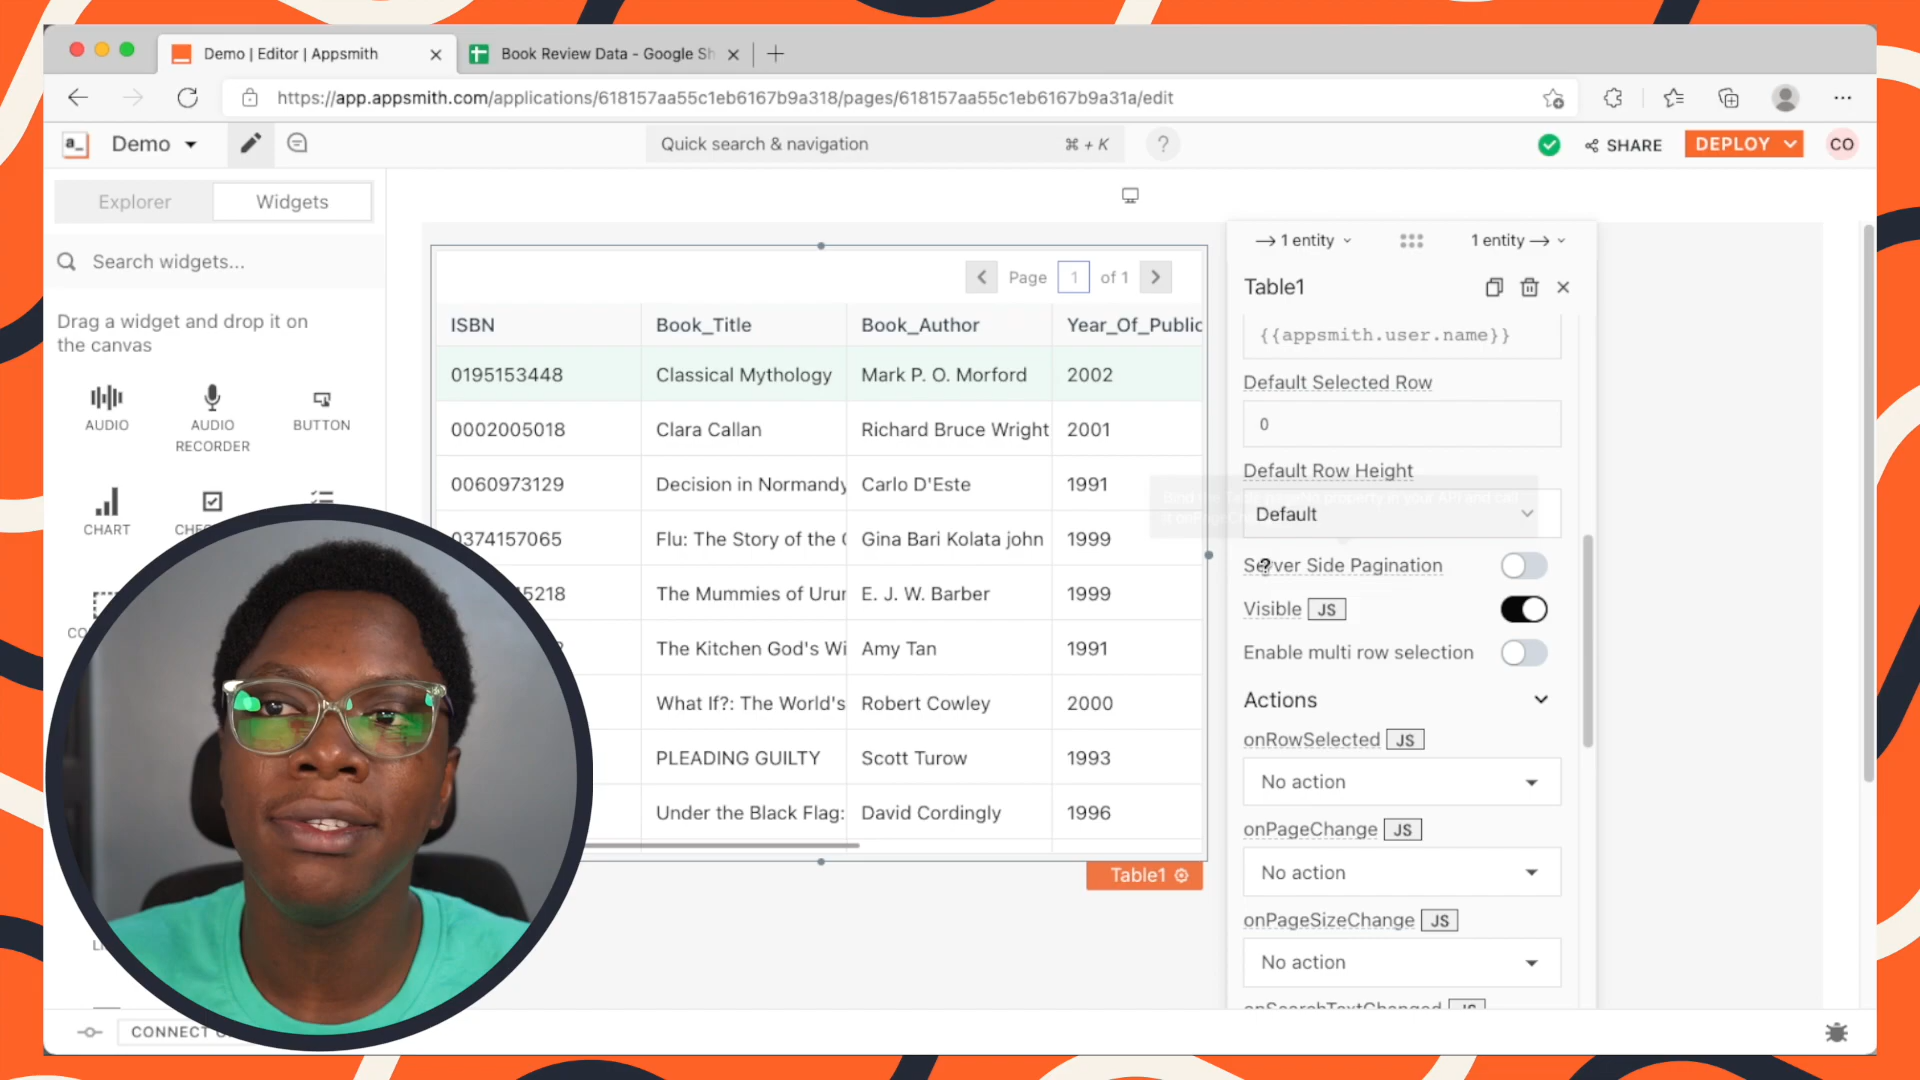 Demo | Editor | Appsmith
Book Review Data - Google Sh
https://app.appsmith.com/applications/618157aa55c1eb6167b9a318/pages/618157aa55c1eb6167b9a31a/edit
a_
Demo
Quick search & navigation
⌘ + K
?
SHARE
DEPLOY
CO
Explorer
Widgets
Search widgets...
Drag a widget and drop it on
the canvas
AUDIO
AUDIO
RECORDER
BUTTON
CHART
Page
1
of 1
ISBN
Book_Title
Book_Author
Year_Of_Public
0195153448
Classical Mythology
Mark P. O. Morford
2002
0002005018
Clara Callan
Richard Bruce Wright
2001
0060973129
Decision in Normandy
Carlo D'Este
1991
0374157065
Flu: The Story of the
Gina Bari Kolata john
1999
5218
The Mummies of Urur
E. J. W. Barber
1999
The Kitchen God's Wi
Amy Tan
1991
What If?: The World's
Robert Cowley
2000
PLEADING GUILTY
Scott Turow
1993
Under the Black Flag:
David Cordingly
1996
Table1
→ 1 entity
1 entity →
Table1
{{appsmith.user.name}}
Default Selected Row
0
Default Row Height
Default
Server Side Pagination
Visible
JS
Enable multi row selection
Actions
onRowSelected
JS
No action
onPageChange
JS
No action
onPageSizeChange
JS
No action
onSearchTextChanged
JS
CONNECT